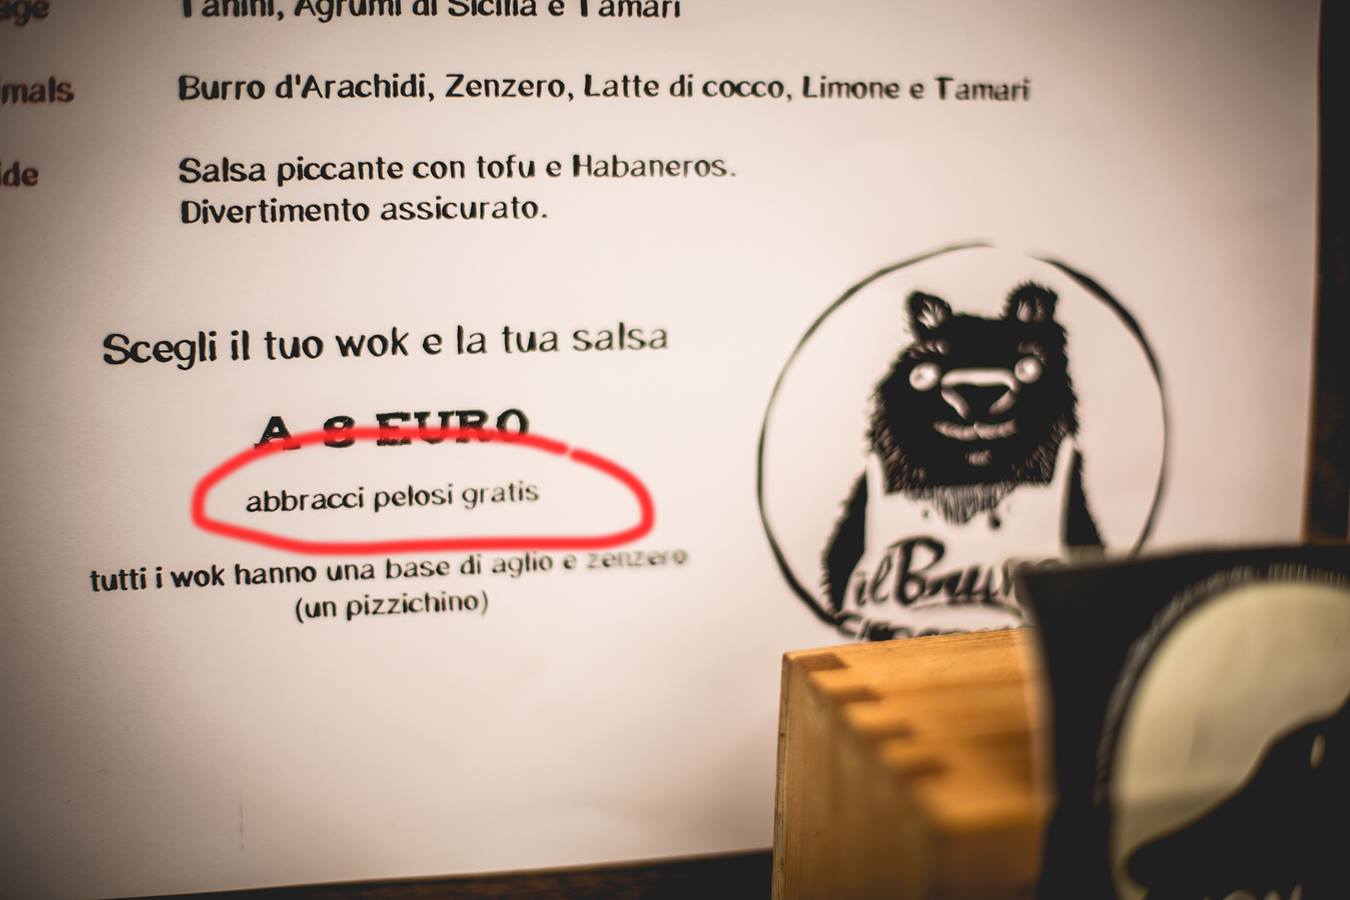 Tahini, Agrumi di Sicilia e Tamari
Burro d'Arachidi, Zenzero, Latte di cocco, Limone e Tamari
Salsa piccante con tofu e Habaneros.
Divertimento assicurato.
Scegli il tuo wok e la tua salsa
A 8 EURO
abbracci pelosi gratis
tutti i wok hanno una base di aglio e zenzero
(un pizzichino)